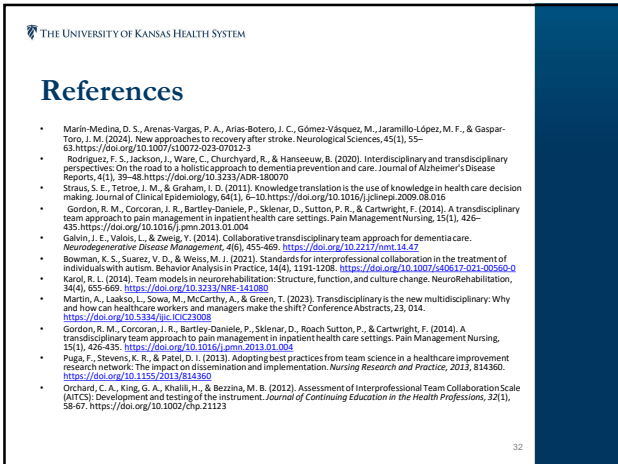 THE UNIVERSITY OF KANSAS HEALTH SYSTEM
References
• Marín-Medina, D. S., Arenas-Vargas, P. A., Arias-Botero, J. C., Gómez-Vásquez, M., Jaramillo-López, M. F., & Gaspar-
Toro, J. M. (2024). New approaches to recovery after stroke. Neurological Sciences, 45(1), 55–
63.https://doi.org/10.1007/s10072-023-07012-3
• Rodriguez, F. S., Jackson, J., Ware, C., Churchyard, R., & Hanseeuw, B. (2020). Interdisciplinary and transdisciplinary
perspectives: On the road to a holistic approach to dementia prevention and care. Journal of Alzheimer's Disease
Reports, 4(1), 39–48.https://doi.org/10.3233/ADR-180070
• Straus, S. E., Tetroe, J. M., & Graham, I. D. (2011). Knowledge translation is the use of knowledge in health care decision
making. Journal of Clinical Epidemiology, 64(1), 6–10.https://doi.org/10.1016/j.jclinepi.2009.08.016
• Gordon, R. M., Corcoran, J. R., Bartley-Daniele, P., Sklenar, D., Sutton, P. R., & Cartwright, F. (2014). A transdisciplinary
team approach to pain management in inpatient health care settings. Pain Management Nursing, 15(1), 426–
435.https://doi.org/10.1016/j.pmn.2013.01.004
• Galvin, J. E., Valois, L., & Zweig, Y. (2014). Collaborative transdisciplinary team approach for dementia care.
Neurodegenerative Disease Management, 4(6), 455-469. https://doi.org/10.2217/nmt.14.47
• Bowman, K. S., Suarez, V. D., & Weiss, M. J. (2021). Standards for interprofessional collaboration in the treatment of
individuals with autism. Behavior Analysis in Practice, 14(4), 1191-1208. https://doi.org/10.1007/s40617-021-00560-0
• Karol, R. L. (2014). Team models in neurorehabilitation: Structure, function, and culture change. NeuroRehabilitation,
34(4), 655-669. https://doi.org/10.3233/NRE-141080
• Martin, A., Laakso, L., Sowa, M., McCarthy, A., & Green, T. (2023). Transdisciplinary is the new multidisciplinary: Why
and how can healthcare workers and managers make the shift? Conference Abstracts, 23, 014.
https://doi.org/10.5334/ijic.ICIC23008
• Gordon, R. M., Corcoran, J. R., Bartley-Daniele, P., Sklenar, D., Roach Sutton, P., & Cartwright, F. (2014). A
transdisciplinary team approach to pain management in inpatient health care settings. Pain Management Nursing,
15(1), 426-435. https://doi.org/10.1016/j.pmn.2013.01.004
• Puga, F., Stevens, K. R., & Patel, D. I. (2013). Adopting best practices from team science in a healthcare improvement
research network: The impact on dissemination and implementation. Nursing Research and Practice, 2013, 814360.
https://doi.org/10.1155/2013/814360
• Orchard, C. A., King, G. A., Khalili, H., & Bezzina, M. B. (2012). Assessment of Interprofessional Team Collaboration Scale
(AITCS): Development and testing of the instrument. Journal of Continuing Education in the Health Professions, 32(1),
58-67. https://doi.org/10.1002/chp.21123
32